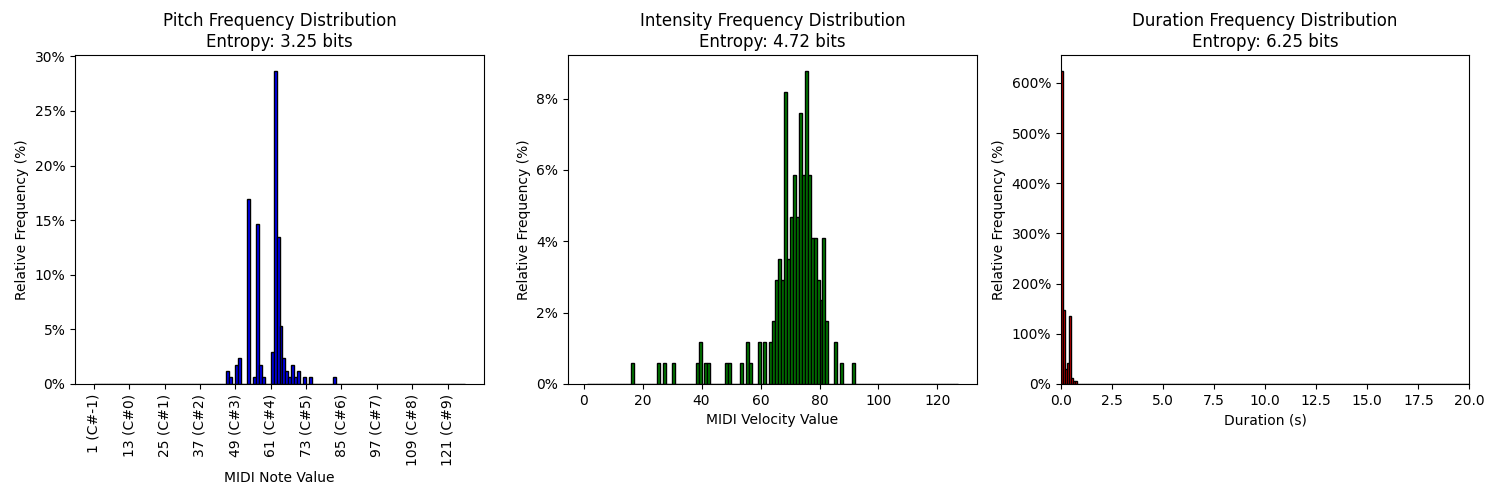 Pitch Frequency Distribution
Entropy: 3.25 bits
30%
25%
20%
15%
10%
5%
0%
Relative Frequency (%)
1 (C#-1)
13 (C#0)
25 (C#1)
37 (C#2)
49 (C#3)
61 (C#4)
73 (C#5)
85 (C#6)
97 (C#7)
109 (C#8)
121 (C#9)
MIDI Note Value
Intensity Frequency Distribution
Entropy: 4.72 bits
8%
6%
4%
2%
0%
Relative Frequency (%)
0 20 40 60 80 100 120
MIDI Velocity Value
Duration Frequency Distribution
Entropy: 6.25 bits
600%
500%
400%
300%
200%
100%
0%
Relative Frequency (%)
0.0 2.5 5.0 7.5 10.0 12.5 15.0 17.5 20.0
Duration (s)